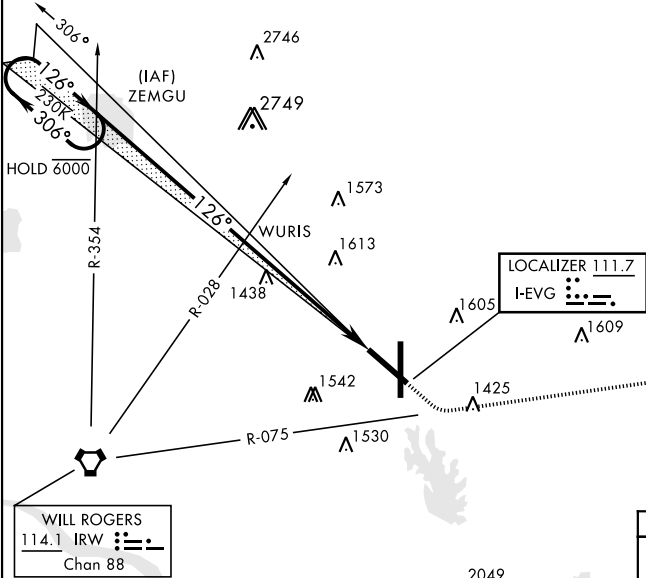 306°
2746
(IAF)
ZEMGU
126°
230K
306°
2749
HOLD 6000
1573
126°
WURIS
R-354
1613
R-028
1438
LOCALIZER 111.7
I-EVG
1605
1609
1542
1425
R-075
1530
WILL ROGERS
114.1 IRW
Chan 88
2049